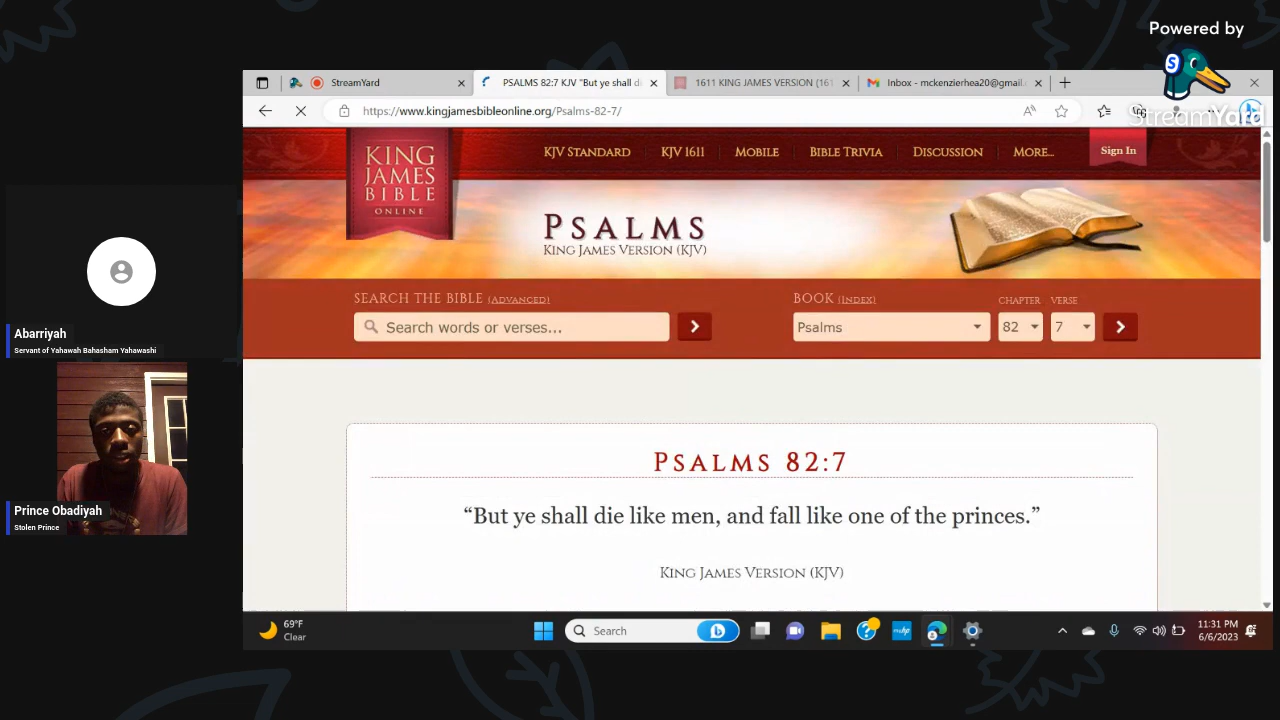 Powered by
StreamYard
StreamYard
PSALMS 82:7 KJV "But ye shall di
1611 KING JAMES VERSION (161
Inbox - mckenzierhea20@gmail.
https://www.kingjamesbibleonline.org/Psalms-82-7/
KING
JAMES
BIBLE
ONLINE
KJV STANDARD
KJV 1611
MOBILE
BIBLE TRIVIA
DISCUSSION
MORE...
Sign In
PSALMS
KING JAMES VERSION (KJV)
SEARCH THE BIBLE (ADVANCED)
BOOK (INDEX)
CHAPTER
VERSE
Search words or verses...
Psalms
82
7
PSALMS 82:7
“But ye shall die like men, and fall like one of the princes.”
KING JAMES VERSION (KJV)
Abarriyah
Servant of Yahawah Bahasham Yahawashi
Prince Obadiyah
Stolen Prince
69°F
Clear
Search
11:31 PM
6/6/2023